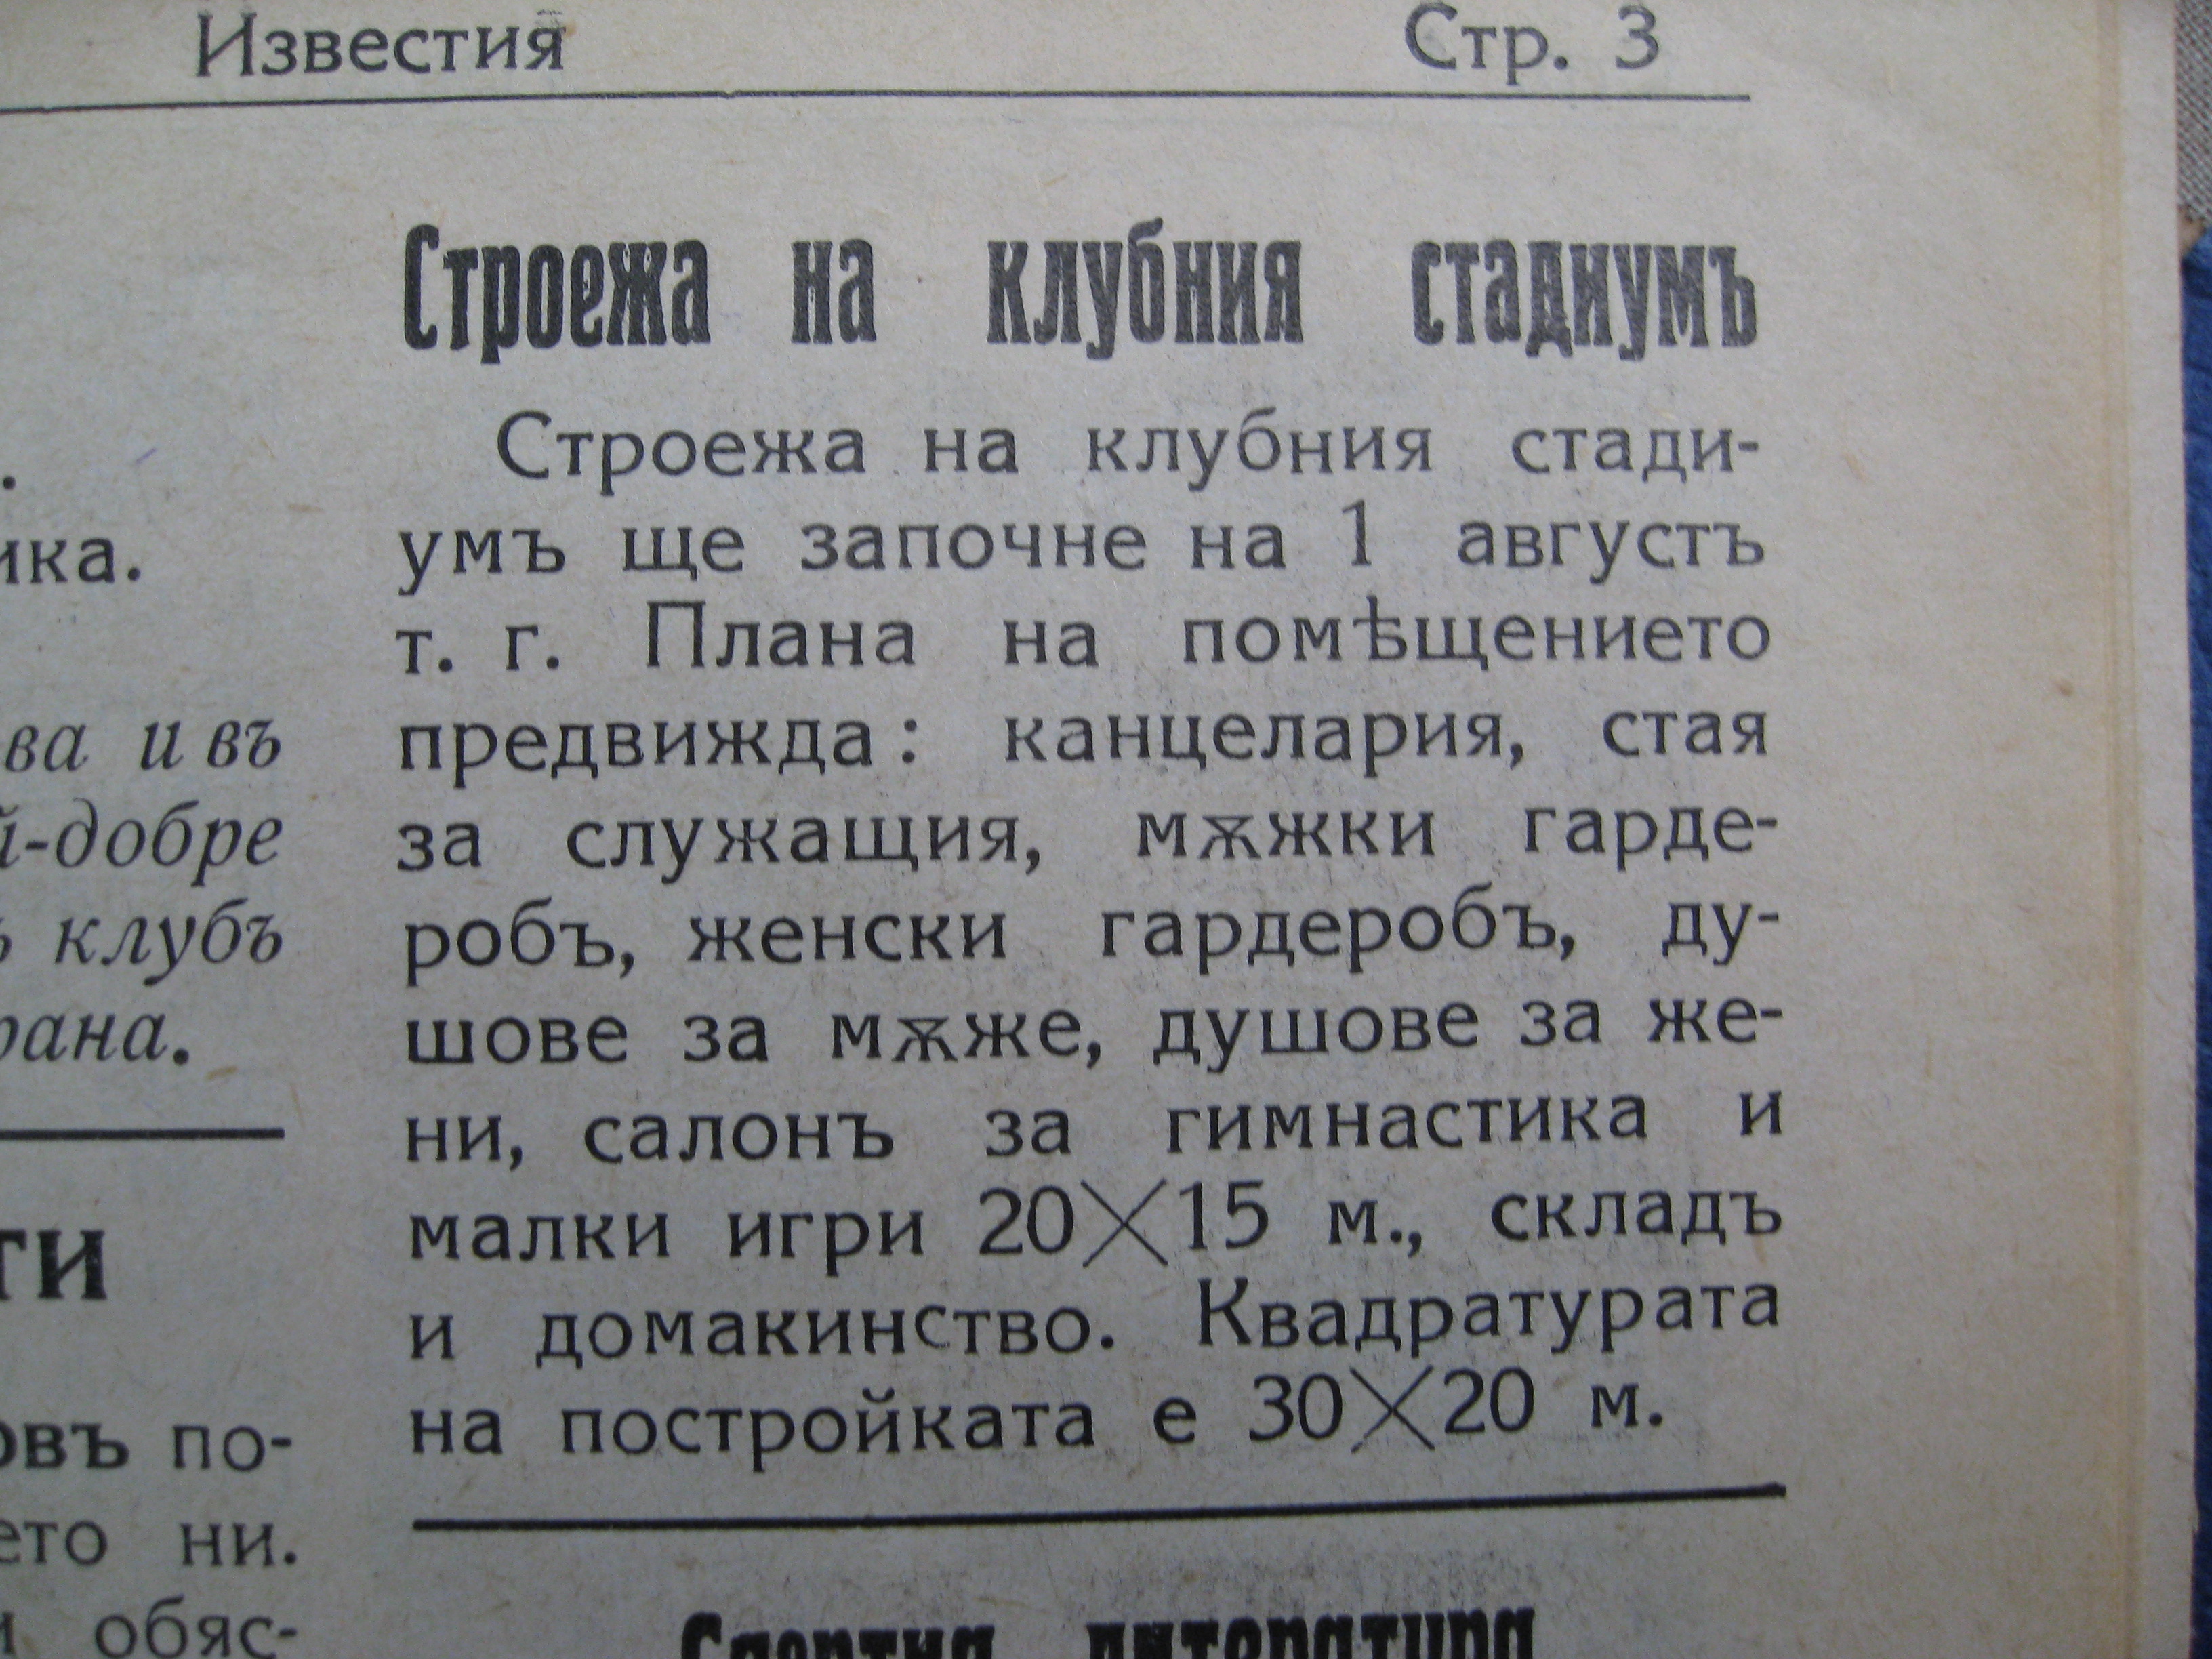 Известия Стр. 3
ика.
ва и въ
й-добре
клубъ
ти
по-
ни.
обяс-
Строежа на клубния стадиумъ
Строежа на клубния стади-
умъ ще започне на 1 августъ
т. г. Плана на помѣщението
предвижда: канцелария, стая
за служащия, мѫжки гарде-
робъ, женски гардеробъ, ду-
шове за мѫже, душове за же-
ни, салонъ за гимнастика и
малки игри 20×15 м., складъ
и домакинство. Квадратурата
на постройката е 30×20 м.
Спортна литература